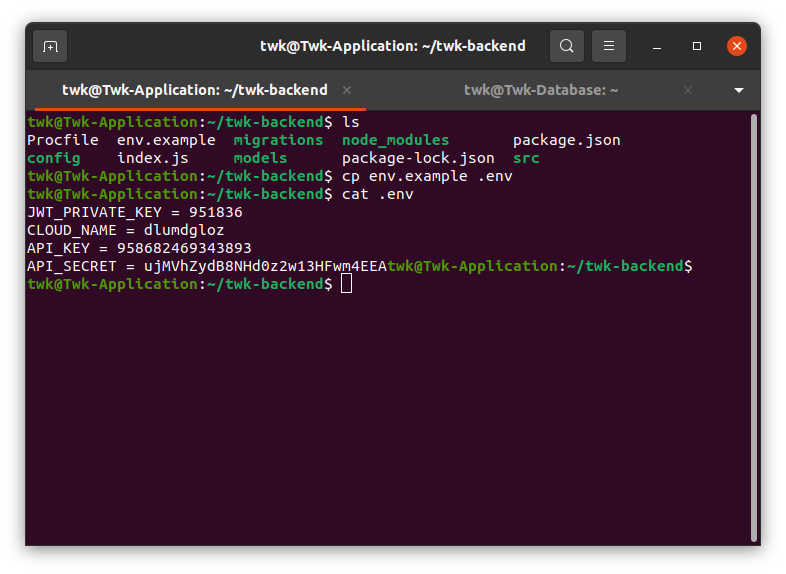 twk@Twk-Application: ~/twk-backend
twk@Twk-Application: ~/twk-backend × twk@Twk-Database: ~ ×
twk@Twk-Application:~/twk-backend$ ls
Procfile env.example migrations node_modules package.json
config index.js models package-lock.json src
twk@Twk-Application:~/twk-backend$ cp env.example .env
twk@Twk-Application:~/twk-backend$ cat .env
JWT_PRIVATE_KEY = 951836
CLOUD_NAME = dlumdgloz
API_KEY = 958682469343893
API_SECRET = ujMVhZydB8NHd0z2w13HFwm4EEAtwk@Twk-Application:~/twk-backend$
twk@Twk-Application:~/twk-backend$